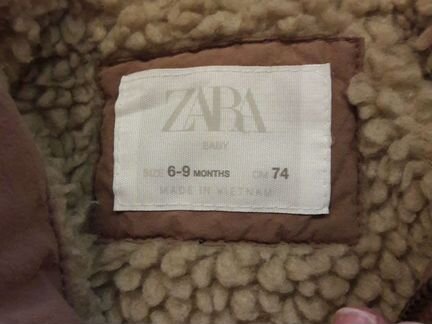 ZARA
BABY
SIZE 6-9 MONTHS CM 74
MADE IN VIETNAM